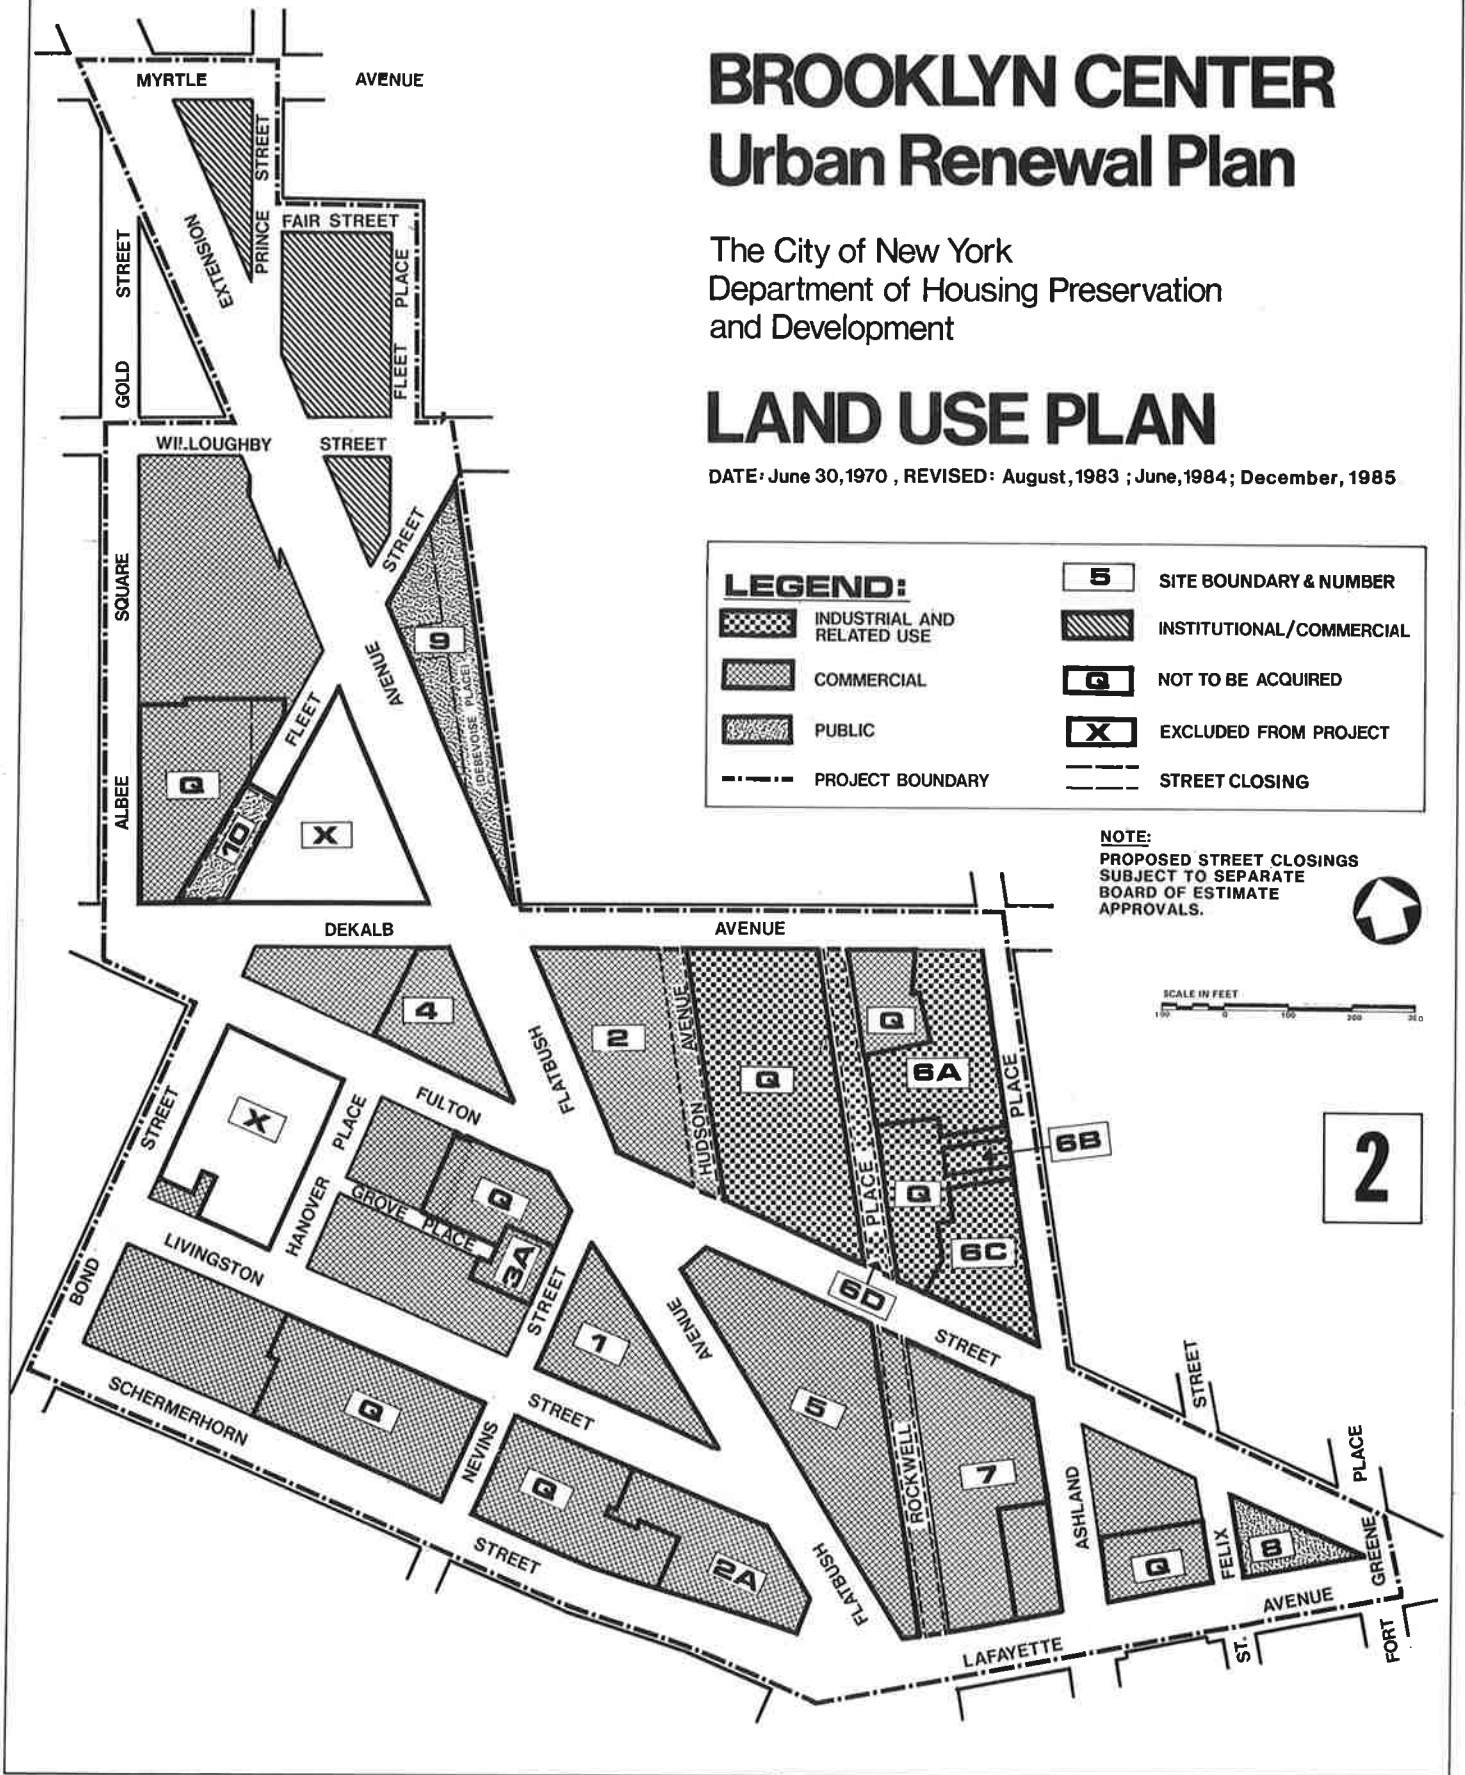 BROOKLYN CENTER
Urban Renewal Plan
The City of New York
Department of Housing Preservation
and Development
LAND USE PLAN
DATE: June 30,1970 , REVISED: August,1983 ; June,1984; December, 1985
LEGEND:
INDUSTRIAL AND
RELATED USE
COMMERCIAL
PUBLIC
PROJECT BOUNDARY
5
SITE BOUNDARY & NUMBER
INSTITUTIONAL/COMMERCIAL
Q
NOT TO BE ACQUIRED
X
EXCLUDED FROM PROJECT
STREET CLOSING
NOTE:
PROPOSED STREET CLOSINGS
SUBJECT TO SEPARATE
BOARD OF ESTIMATE
APPROVALS.
SCALE IN FEET
100 0 100 200 300
2
MYRTLE AVENUE
PRINCE STREET
FAIR STREET
EXTENSION
FLEET PLACE
GOLD STREET
WILLOUGHBY STREET
ALBEE SQUARE
STREET
FLEET
AVENUE
9
(DEBEVOISE PLACE)
Q
10
X
DEKALB AVENUE
4
2
HUDSON AVENUE
Q
Q
6A
PLACE
6B
FLATBUSH
FULTON
X
BOND STREET
HANOVER PLACE
Q
GROVE PLACE
3A
PLACE
Q
6C
6D
STREET
LIVINGSTON
STREET
1
AVENUE
5
STREET
SCHERMERHORN
Q
NEVINS
STREET
Q
2A
STREET
FLATBUSH
ROCKWELL
7
ASHLAND
Q
FELIX
8
STREET
PLACE
GREENE
AVENUE
LAFAYETTE
ST.
FORT